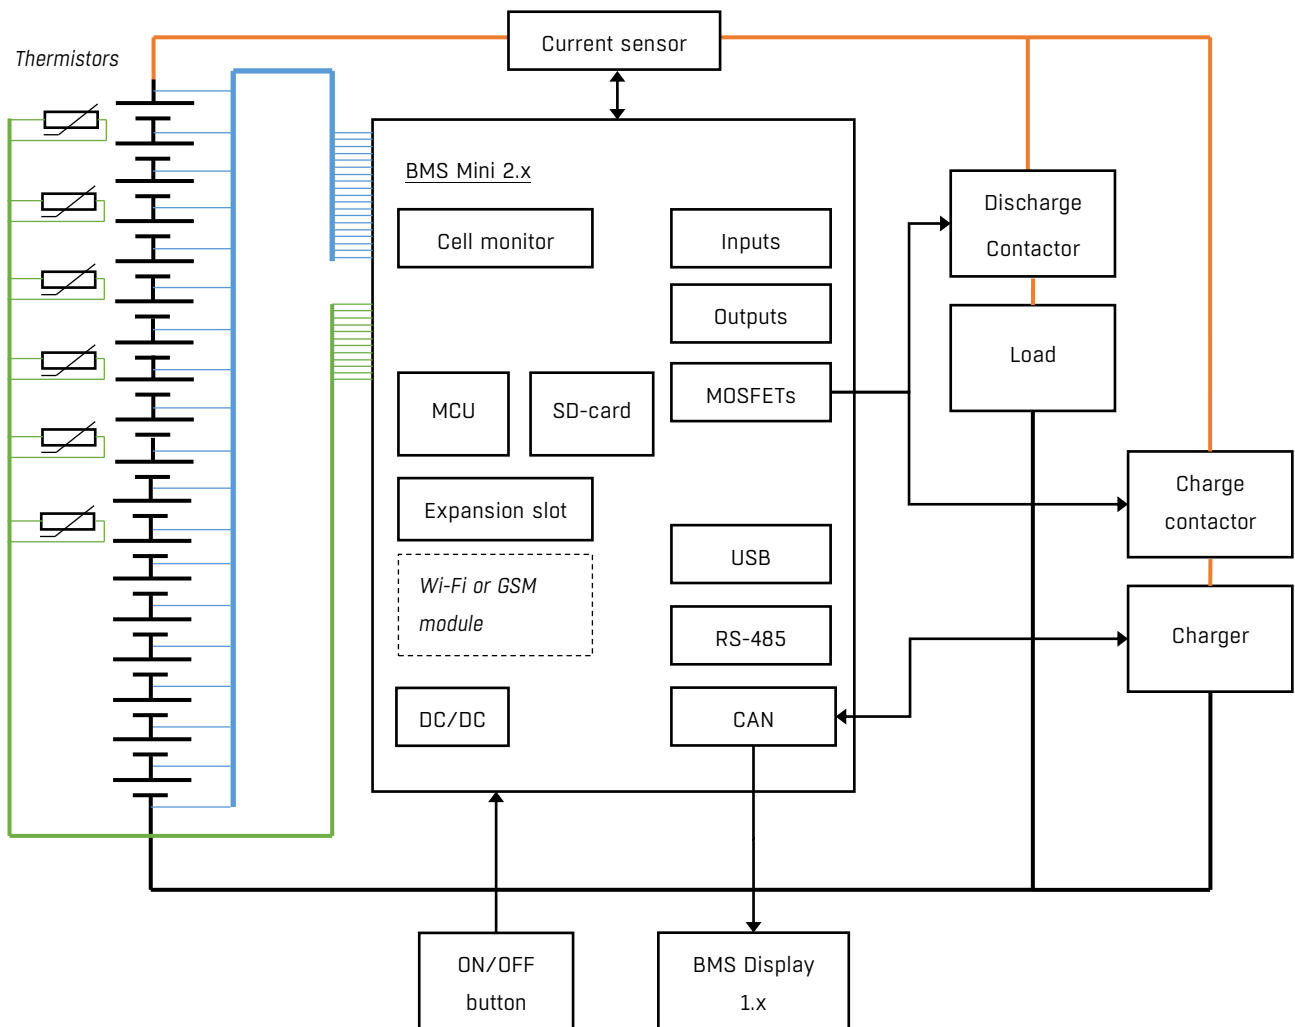 Current sensor
Thermistors
BMS Mini 2.x
Cell monitor
Inputs
Discharge
Contactor
Outputs
Load
MCU
SD-card
MOSFETs
Expansion slot
Charge
contactor
Wi-Fi or GSM
module
USB
RS-485
Charger
DC/DC
CAN
ON/OFF
button
BMS Display
1.x